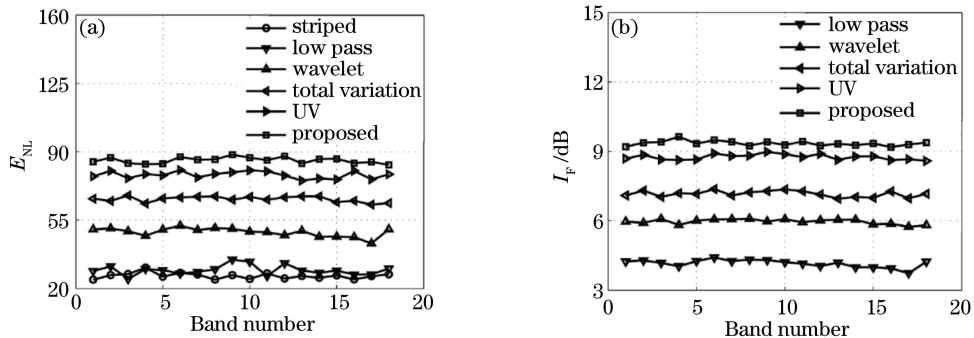 (a)
striped
low pass
wavelet
total variation
UV
proposed
160
125
90
55
20
E_NL
0 5 10 15 20
Band number
(b)
low pass
wavelet
total variation
UV
proposed
15
12
9
6
3
I_F /dB
0 5 10 15 20
Band number